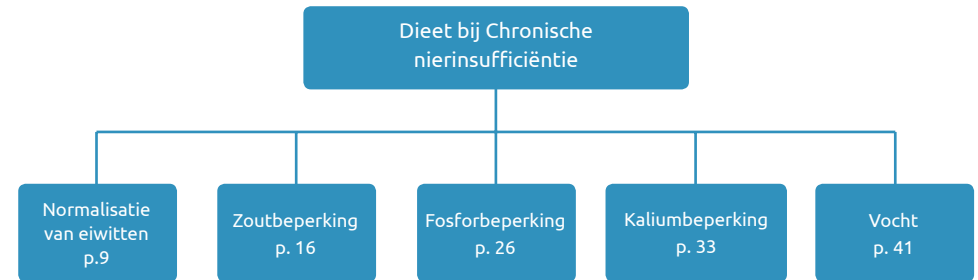 Dieet bij Chronische
nierinsufficiëntie
Normalisatie
van eiwitten
p.9
Zoutbeperking
p. 16
Fosforbeperking
p. 26
Kaliumbeperking
p. 33
Vocht
p. 41